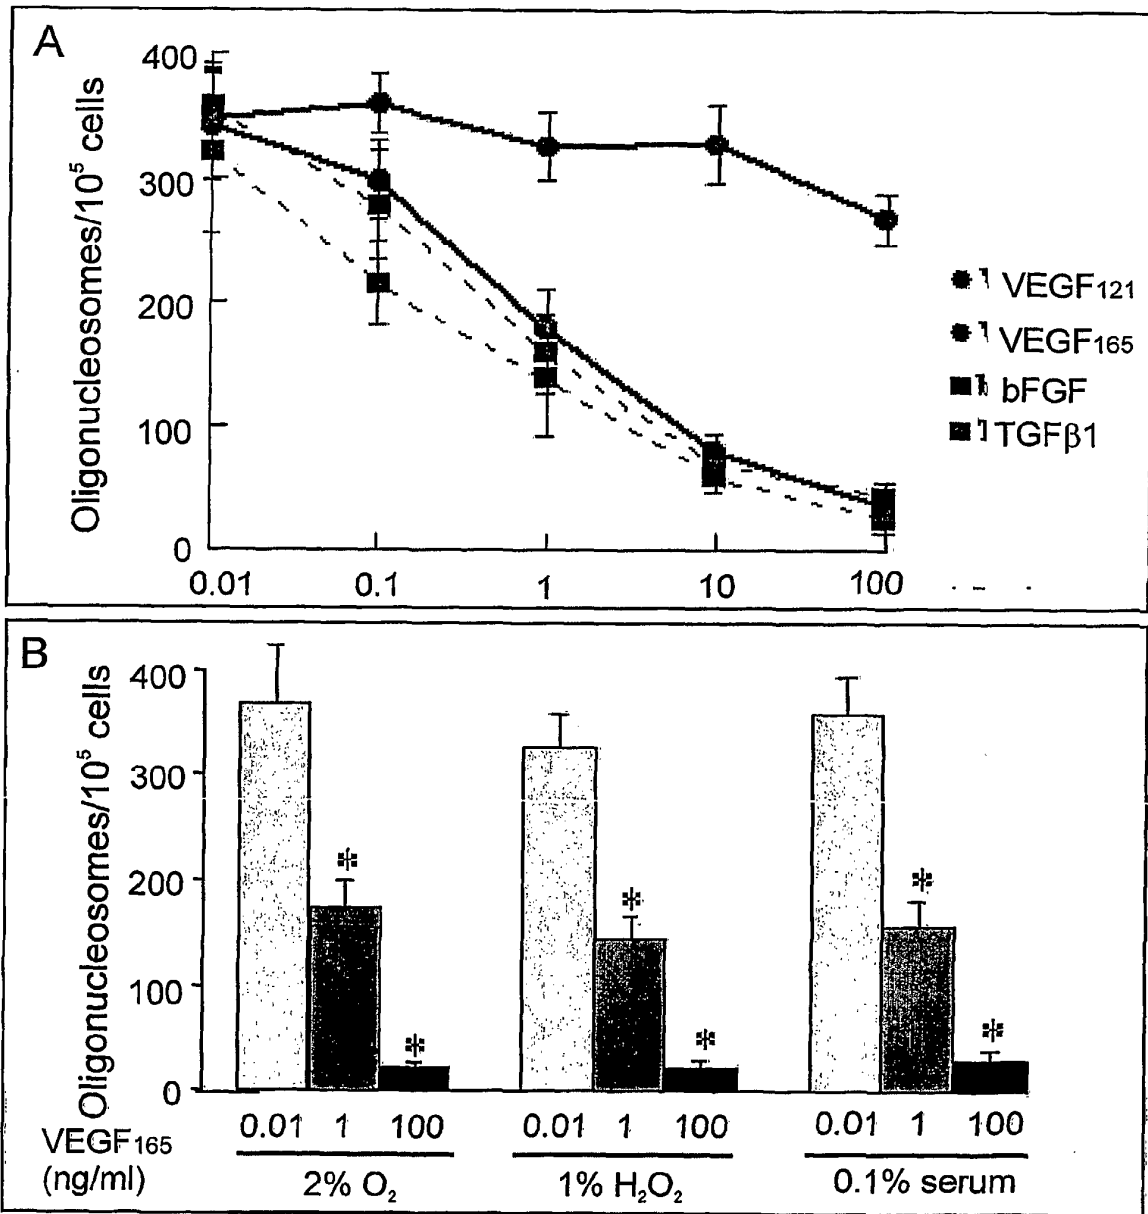 A
Oligonucleosomes/10⁵ cells
400
300
200
100
0
0.01 0.1 1 10 100
VEGF121
VEGF165
bFGF
TGFβ1
B
Oligonucleosomes/10⁵ cells
400
300
200
100
0
* * * * * *
VEGF165 (ng/ml)
0.01 1 100 0.01 1 100 0.01 1 100
2% O₂ 1% H₂O₂ 0.1% serum